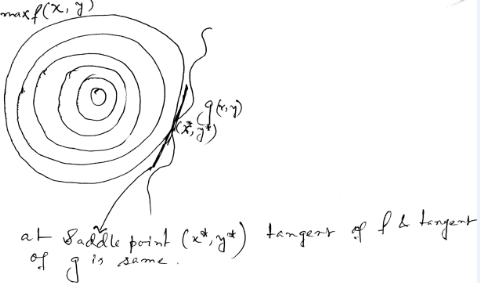 max f(x, y)
g(x, y)
(x*, y*)
at Saddle point (x*, y*) tangent of f & tangent
of g is same.